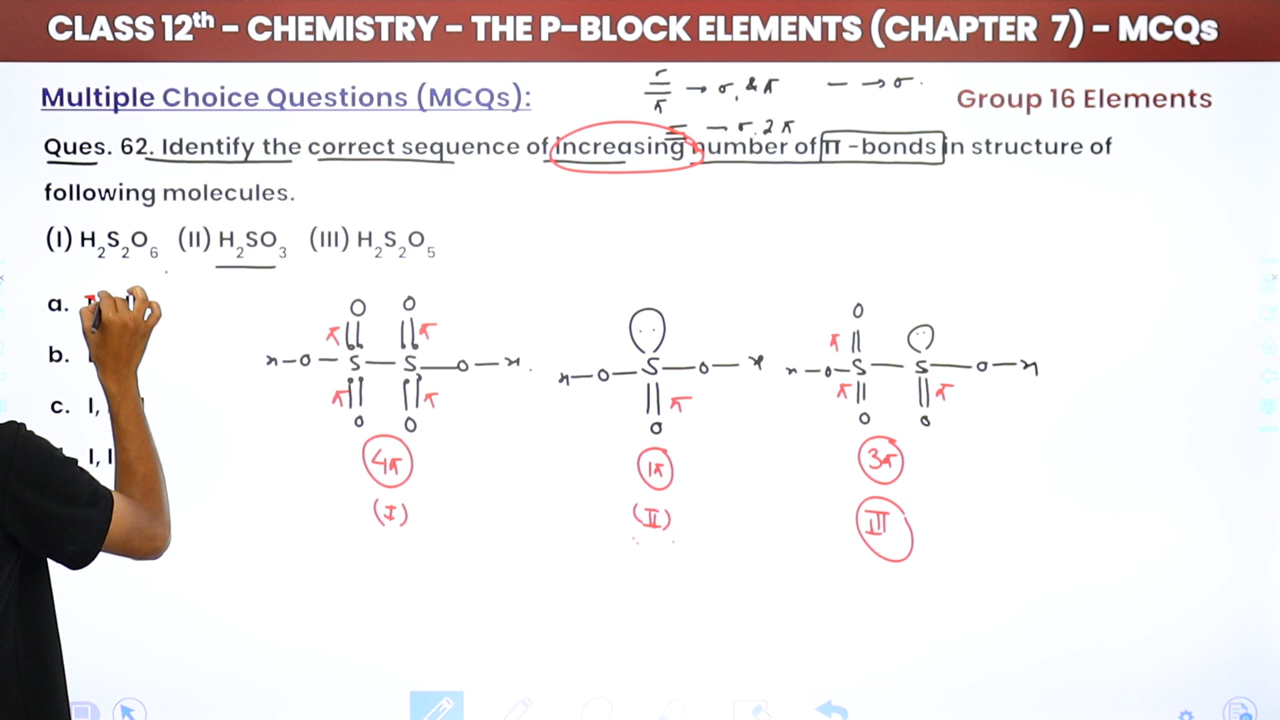 CLASS 12th – CHEMISTRY – THE P-BLOCK ELEMENTS (CHAPTER 7) – MCQs
Multiple Choice Questions (MCQs):
π → σ, & π
— → σ.
≡ – σ. 2π
Group 16 Elements
Ques. 62. Identify the correct sequence of increasing number of π -bonds in structure of
following molecules.
(I) H2S2O6 (II) H2SO3 (III) H2S2O5
a.
b.
c. I,
I, I
O O
π π
H-O-S-S-O-H.
π π
O O
4π
(I)
H-O-S-O-H
π
O
1π
(II)
O
π
H-O-S-S-O-H
π π
O O
3π
III